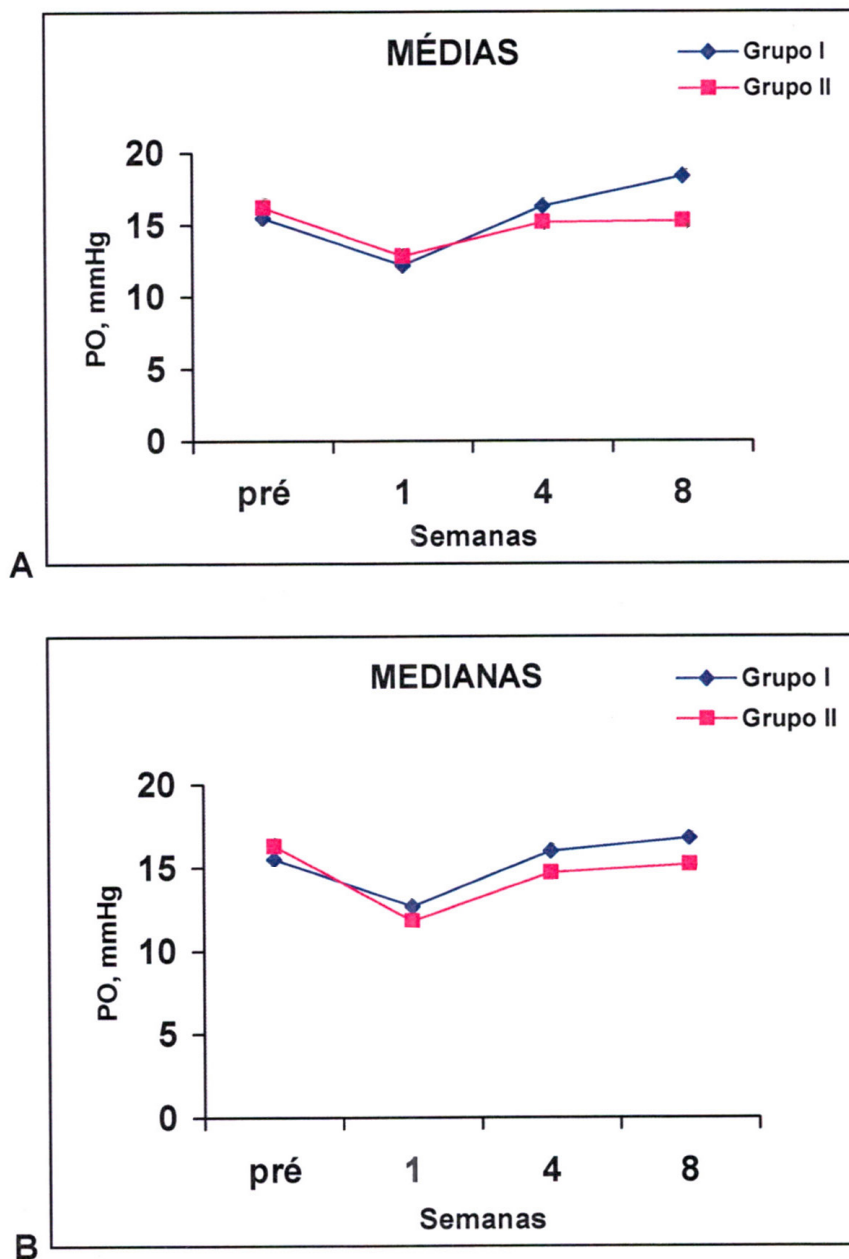 MÉDIAS
Grupo I
Grupo II
20
15
10
5
0
PO, mmHg
pré 1 4 8
Semanas
A
MEDIANAS
Grupo I
Grupo II
20
15
10
5
0
PO, mmHg
pré 1 4 8
Semanas
B